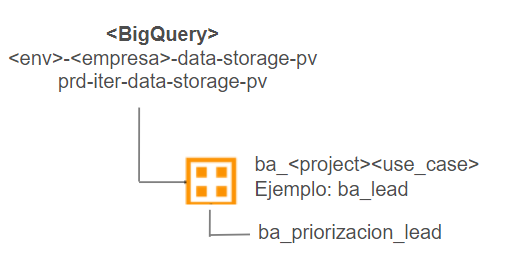 <BigQuery>
<env>-<empresa>-data-storage-pv
prd-iter-data-storage-pv
ba_<project><use_case>
Ejemplo: ba_lead
ba_priorizacion_lead